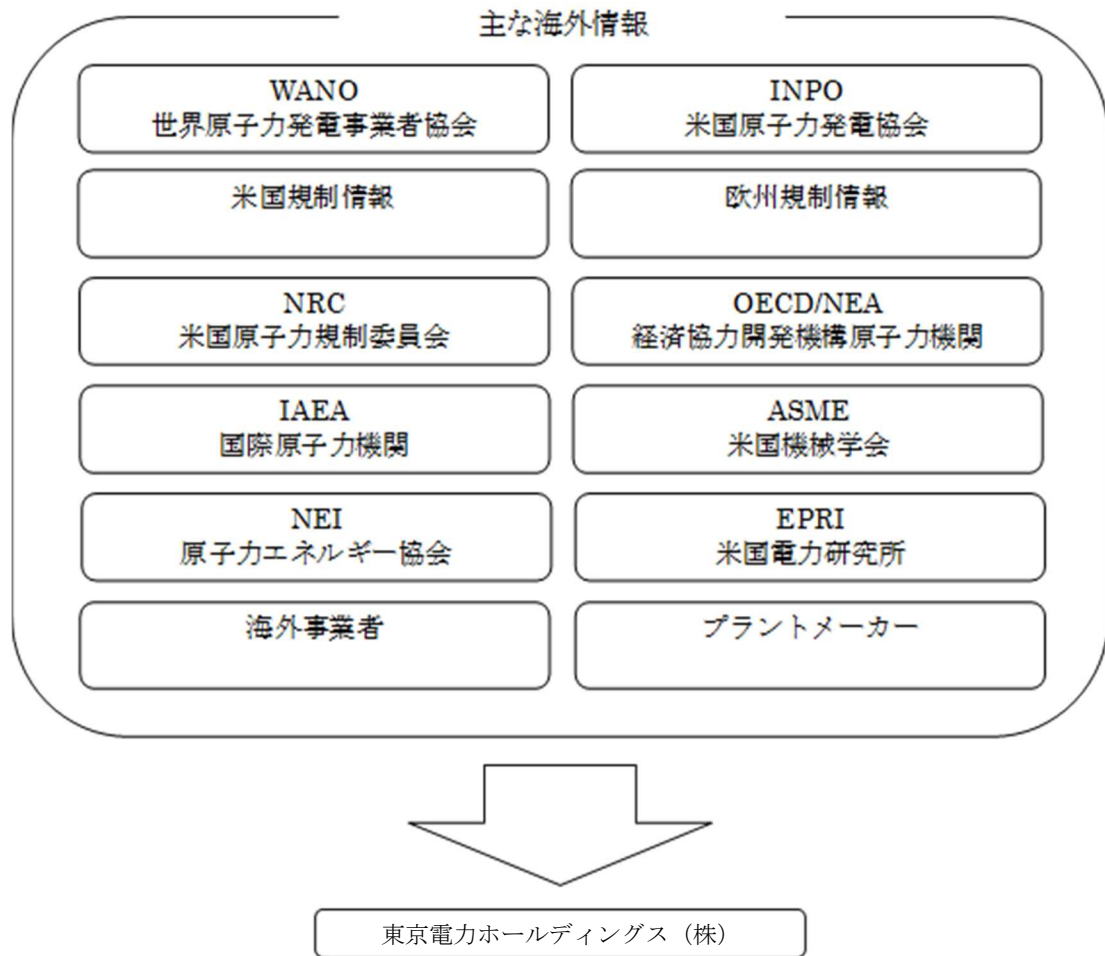 主な海外情報
WANO
世界原子力発電事業者協会
INPO
米国原子力発電協会
米国規制情報
欧州規制情報
NRC
米国原子力規制委員会
OECD/NEA
経済協力開発機構原子力機関
IAEA
国際原子力機関
ASME
米国機械学会
NEI
原子力エネルギー協会
EPRI
米国電力研究所
海外事業者
プラントメーカー
東京電力ホールディングス（株）